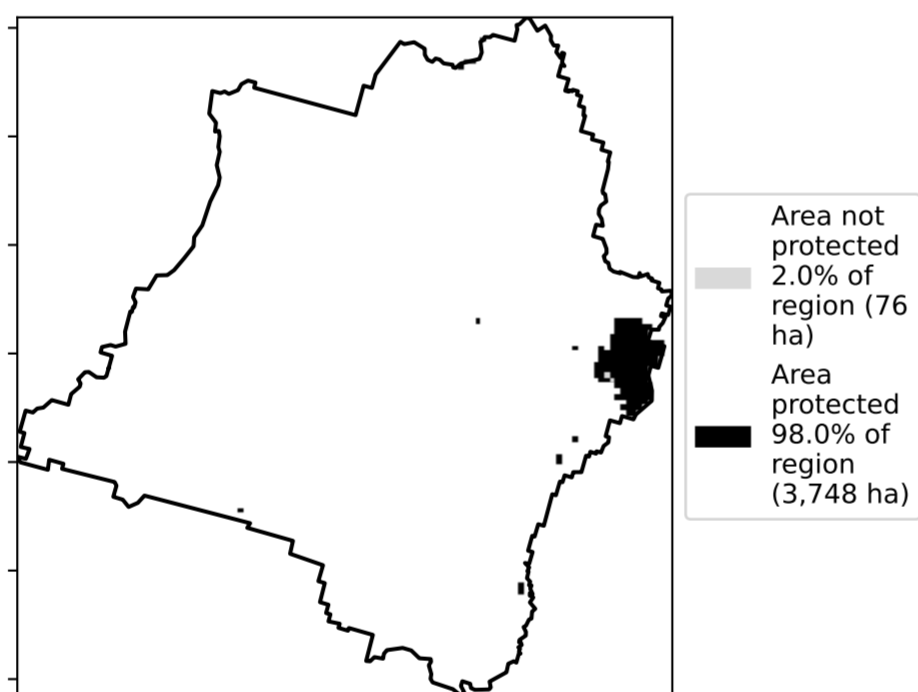 Area not
protected
2.0% of
region (76
ha)
Area
protected
98.0% of
region
(3,748 ha)